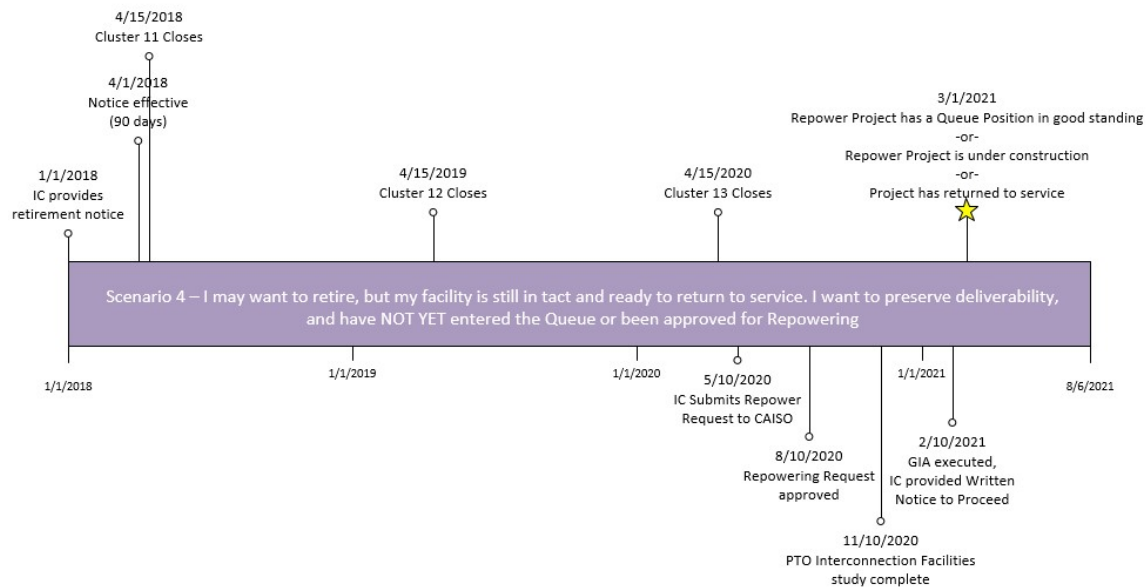 4/15/2018
Cluster 11 Closes
4/1/2018
Notice effective
(90 days)
1/1/2018
IC provides
retirement notice
4/15/2019
Cluster 12 Closes
4/15/2020
Cluster 13 Closes
3/1/2021
Repower Project has a Queue Position in good standing
-or-
Repower Project is under construction
-or-
Project has returned to service
Scenario 4 – I may want to retire, but my facility is still in tact and ready to return to service. I want to preserve deliverability,
and have NOT YET entered the Queue or been approved for Repowering
1/1/2018
1/1/2019
1/1/2020
1/1/2021
8/6/2021
5/10/2020
IC Submits Repower
Request to CAISO
8/10/2020
Repowering Request
approved
11/10/2020
PTO Interconnection Facilities
study complete
2/10/2021
GIA executed,
IC provided Written
Notice to Proceed